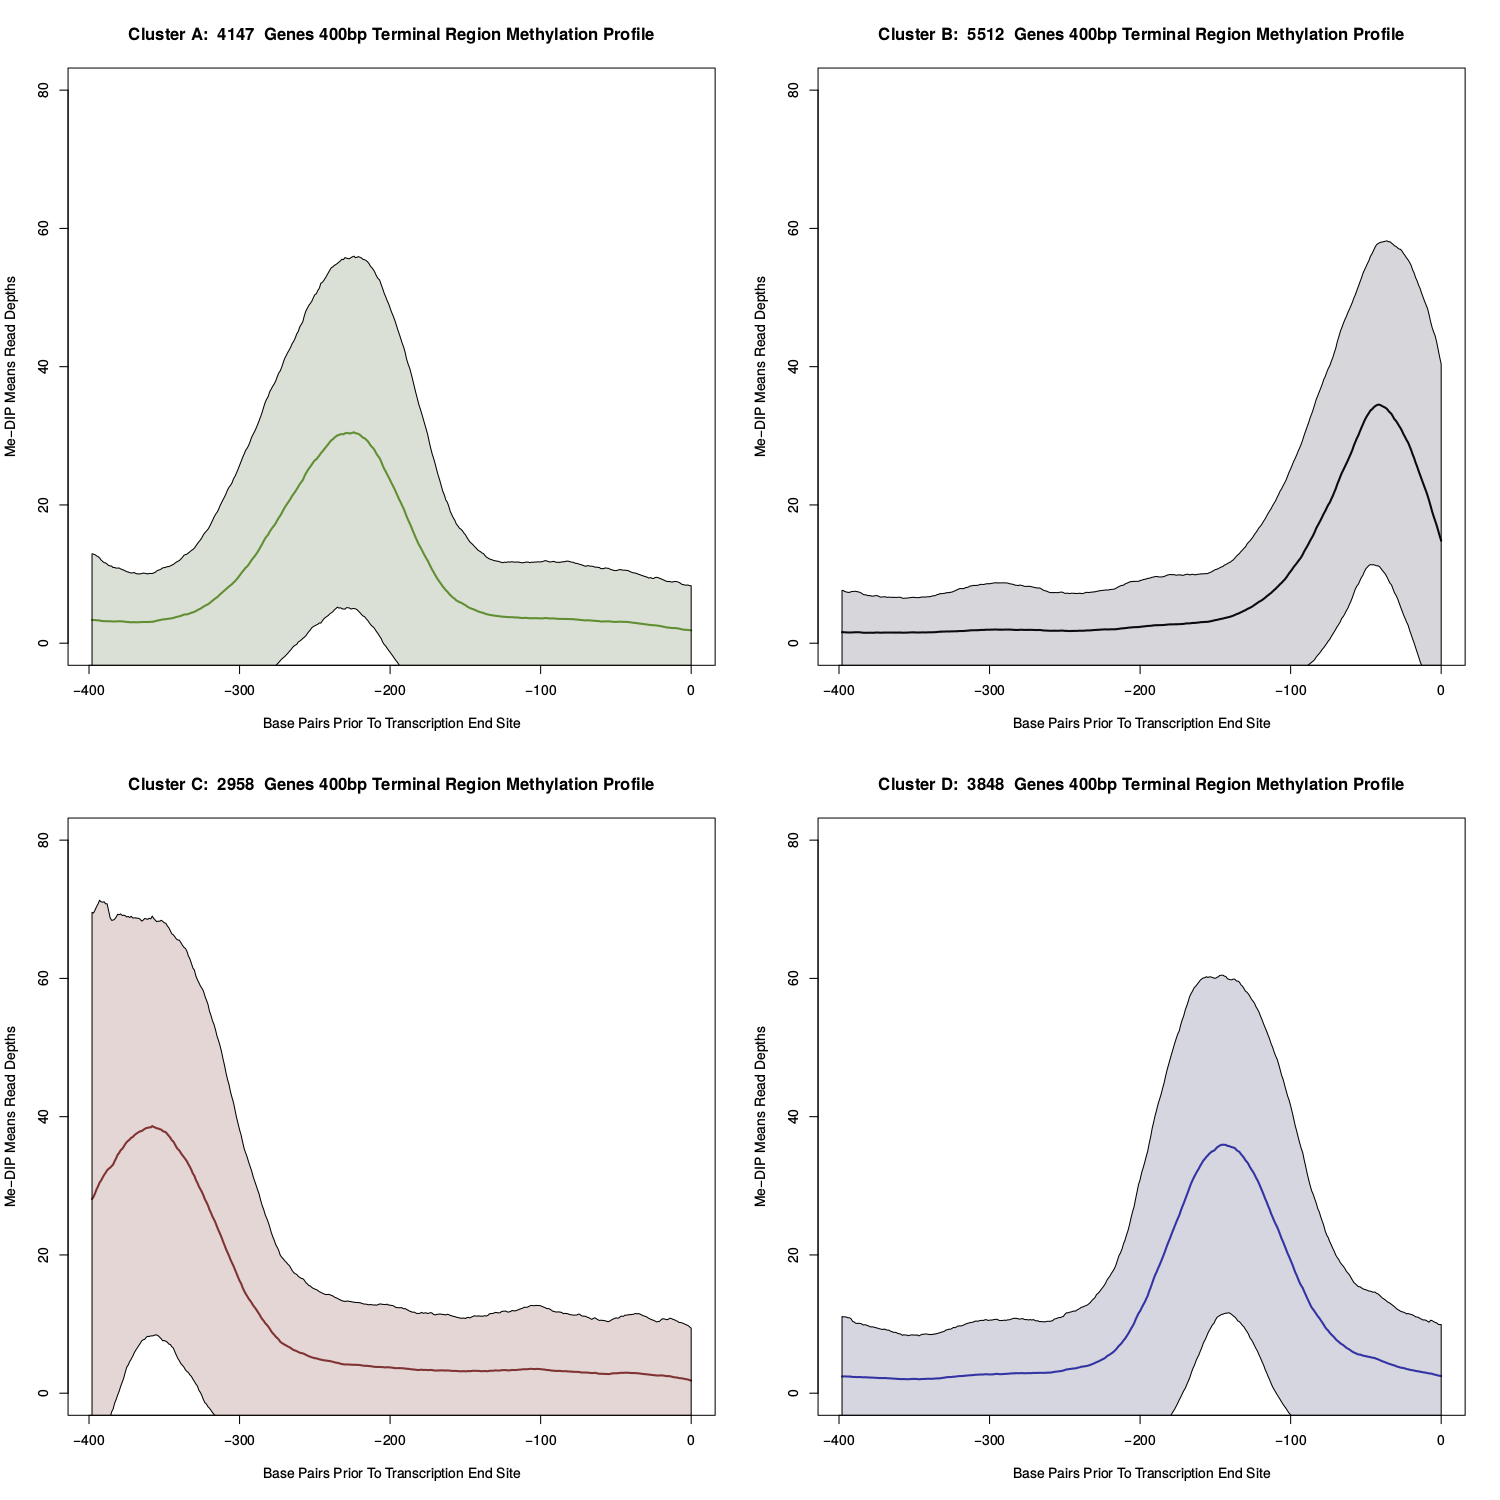 Cluster A:  4147  Genes 400bp Terminal Region Methylation Profile
80
60
40
20
0
Me−DIP Means Read Depths
−400 −300 −200 −100 0
Base Pairs Prior To Transcription End Site
Cluster B:  5512  Genes 400bp Terminal Region Methylation Profile
80
60
40
20
0
Me−DIP Means Read Depths
−400 −300 −200 −100 0
Base Pairs Prior To Transcription End Site
Cluster C:  2958  Genes 400bp Terminal Region Methylation Profile
80
60
40
20
0
Me−DIP Means Read Depths
−400 −300 −200 −100 0
Base Pairs Prior To Transcription End Site
Cluster D:  3848  Genes 400bp Terminal Region Methylation Profile
80
60
40
20
0
Me−DIP Means Read Depths
−400 −300 −200 −100 0
Base Pairs Prior To Transcription End Site